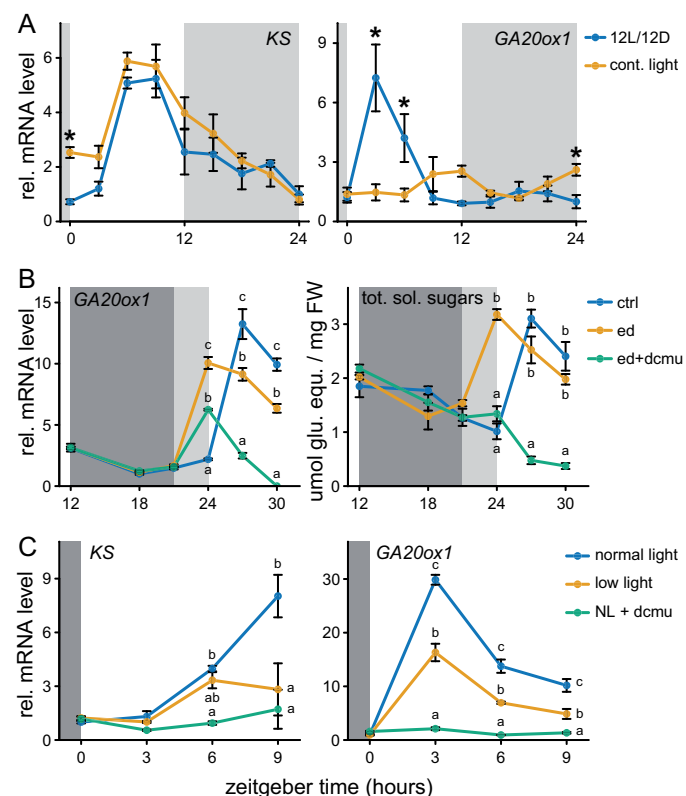 A
KS
GA20ox1
12L/12D
cont. light
rel. mRNA level
6
4
2
0
*
0
12
24
9
6
3
0
*
*
*
0
12
24
B
GA20ox1
tot. sol. sugars
ctrl
ed
ed+dcmu
rel. mRNA level
15
10
5
0
c
c
b
b
c
b
a
a
a
12
18
24
30
umol glu. equ. / mg FW
3
2
1
0
b
b
b
b
b
a
a
a
a
12
18
24
30
C
KS
GA20ox1
normal light
low light
NL + dcmu
rel. mRNA level
9
6
3
0
b
b
ab
a
a
a
0
3
6
9
30
20
10
0
c
b
a
c
b
a
c
b
a
0
3
6
9
zeitgeber time (hours)